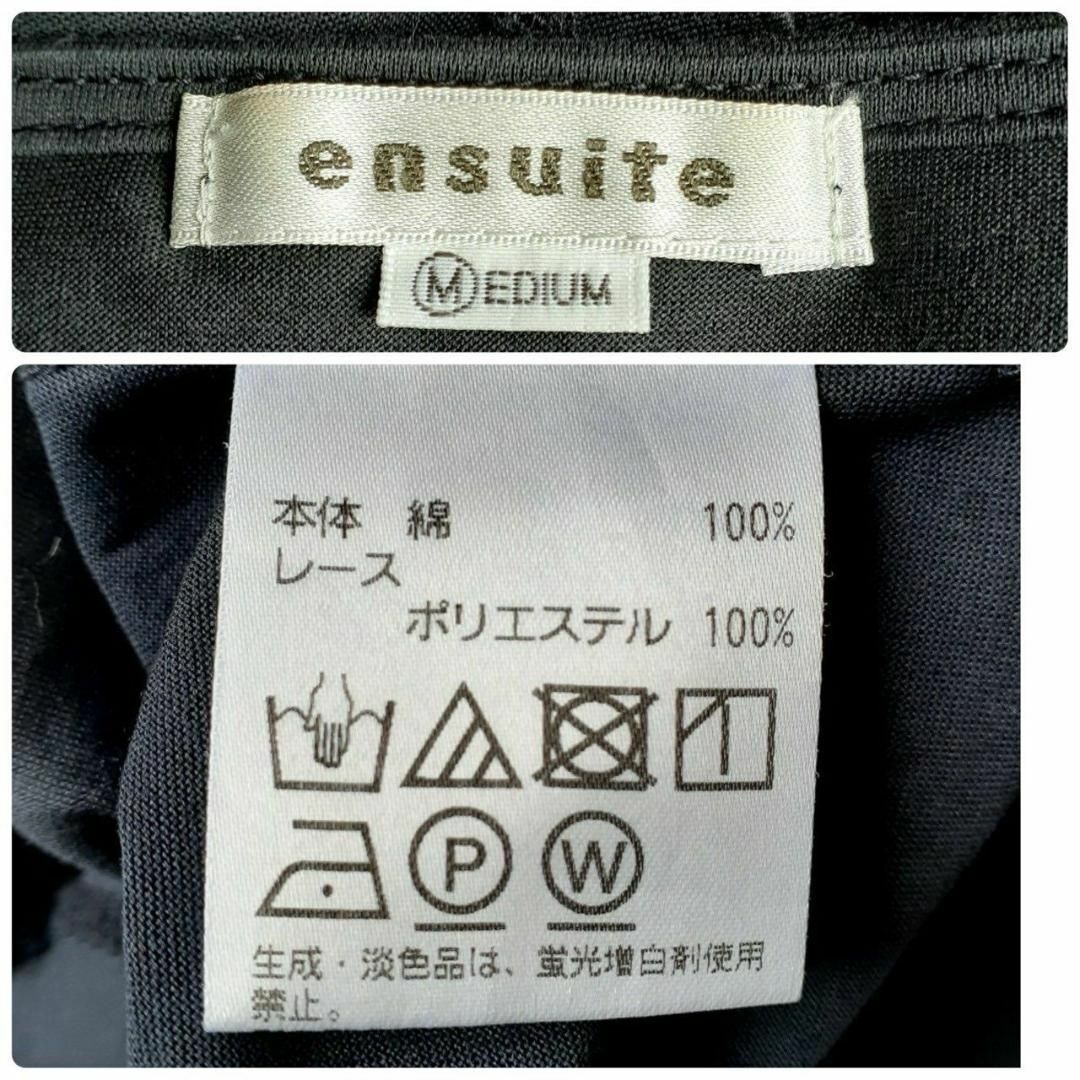 ensuite
MEDIUM
本体 綿 100%
レース
ポリエステル 100%
P W
生成・淡色品は、蛍光増白剤使用
禁止。